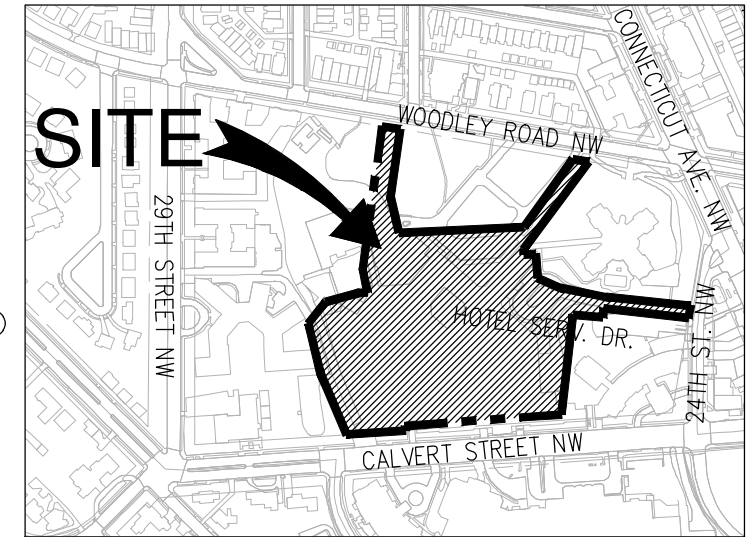 CONNECTICUT AVE. NW
WOODLEY ROAD NW
SITE
29TH STREET NW
HOTEL SERV. DR.
24TH ST. NW
CALVERT STREET NW